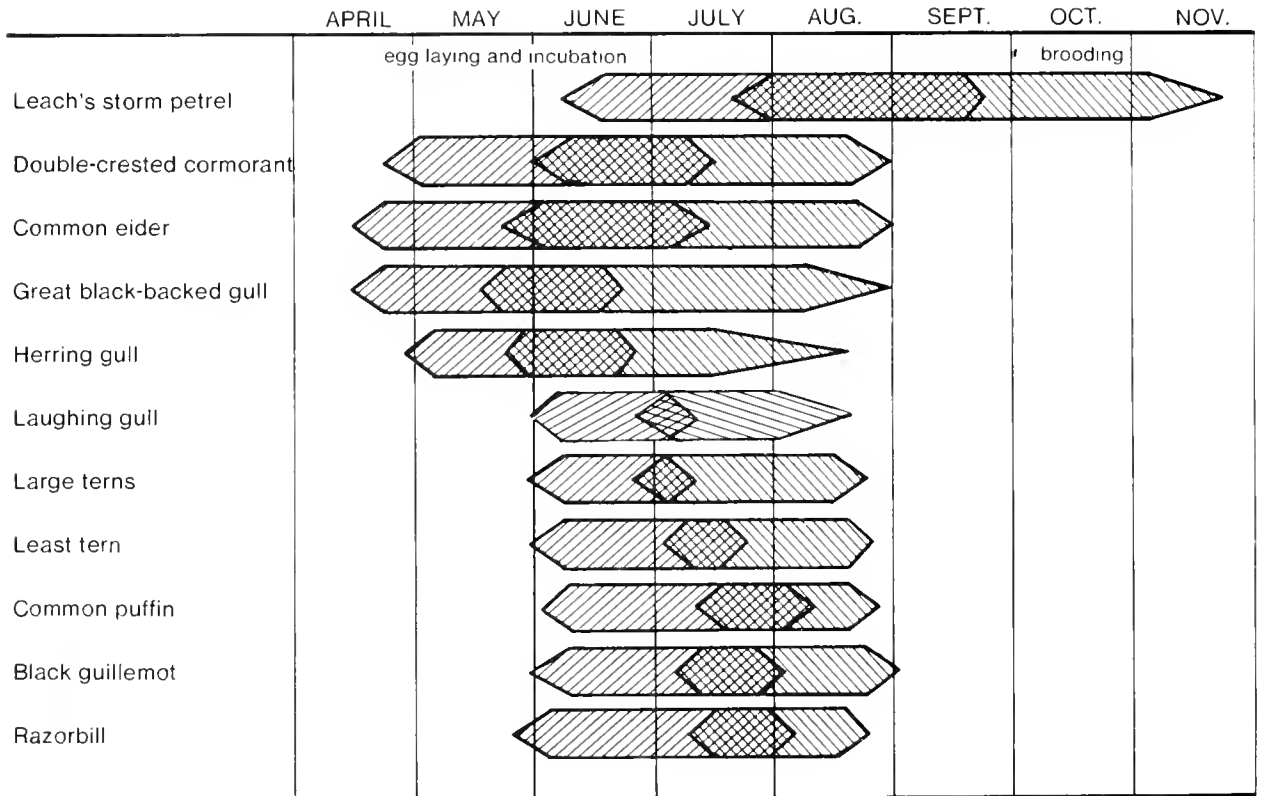 APRIL MAY JUNE JULY AUG. SEPT. OCT. NOV.
egg laying and incubation brooding
Leach's storm petrel
Double-crested cormorant
Common eider
Great black-backed gull
Herring gull
Laughing gull
Large terns
Least tern
Common puffin
Black guillemot
Razorbill